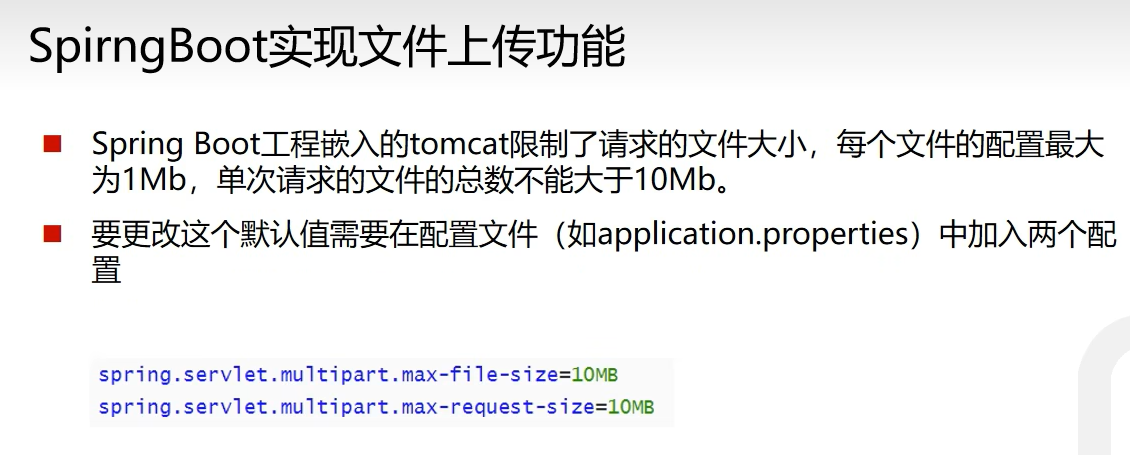 SpirngBoot实现文件上传功能
Spring Boot工程嵌入的tomcat限制了请求的文件大小，每个文件的配置最大
为1Mb，单次请求的文件的总数不能大于10Mb。
要更改这个默认值需要在配置文件（如application.properties）中加入两个配
置
spring.servlet.multipart.max-file-size=10MB
spring.servlet.multipart.max-request-size=10MB